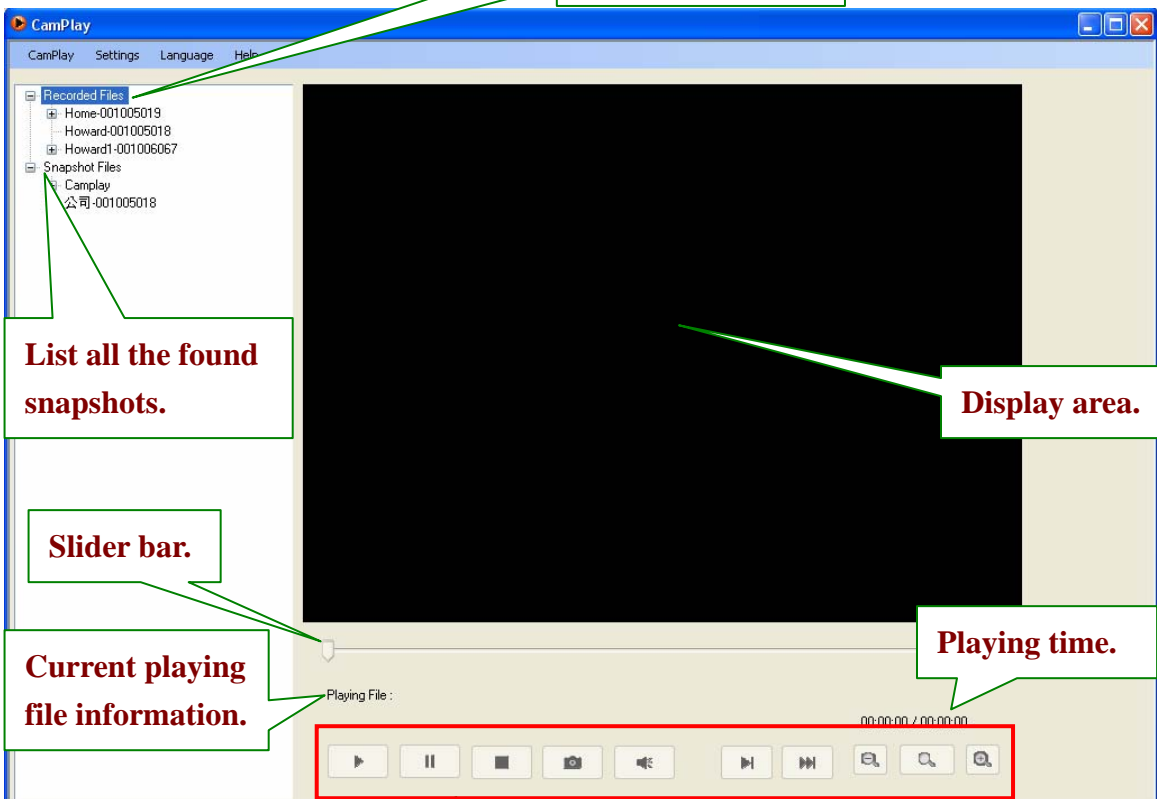 CamPlay
CamPlay Settings Language Help
Recorded Files
Home-001005019
Howard-001005018
Howard1-001006067
Snapshot Files
Camplay
公司-001005018
List all the found
snapshots.
Display area.
Slider bar.
Playing time.
Current playing
file information.
Playing File :
00:00:00 / 00:00:00